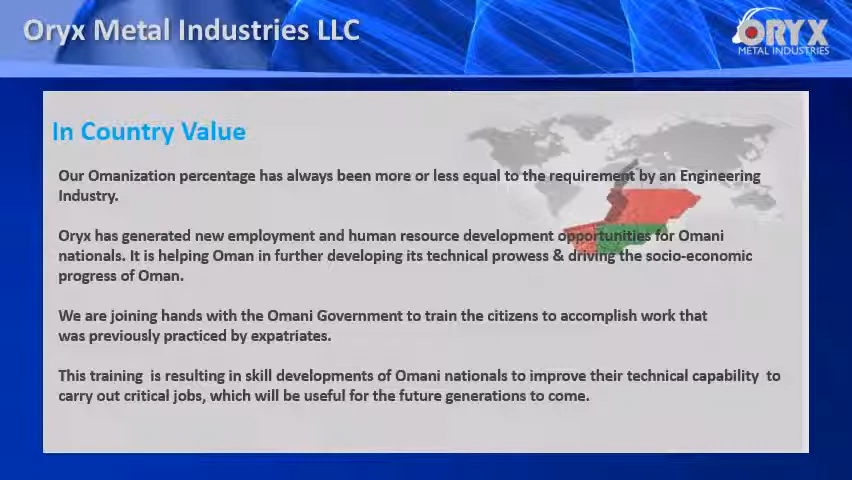 Oryx Metal Industries LLC
ORYX
METAL INDUSTRIES
In Country Value
Our Omanization percentage has always been more or less equal to the requirement by an Engineering
Industry.
Oryx has generated new employment and human resource development opportunities for Omani
nationals. It is helping Oman in further developing its technical prowess & driving the socio-economic
progress of Oman.
We are joining hands with the Omani Government to train the citizens to accomplish work that
was previously practiced by expatriates.
This training  is resulting in skill developments of Omani nationals to improve their technical capability  to
carry out critical jobs, which will be useful for the future generations to come.